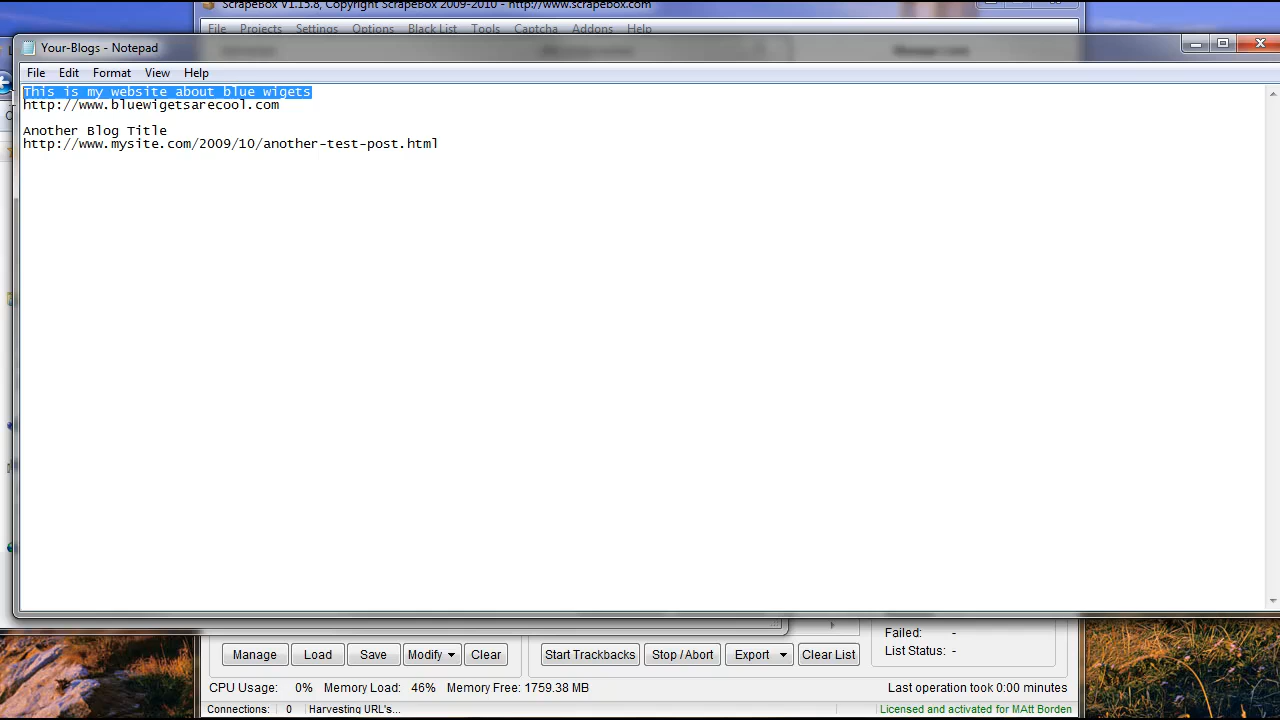 ScrapeBox V1.15.8, Copyright ScrapeBox 2009-2010 - http://www.scrapebox.com
File Projects Settings Options Black List Tools Captcha Addons Help
Your-Blogs - Notepad
File Edit Format View Help
This is my website about blue wigets
http://www.bluewigetsarecool.com
Another Blog Title
http://www.mysite.com/2009/10/another-test-post.html
Failed: -
List Status: -
Manage Load Save Modify Clear Start Trackbacks Stop / Abort Export Clear List
CPU Usage: 0% Memory Load: 46% Memory Free: 1759.38 MB Last operation took 0:00 minutes
Connections: 0 Harvesting URL's... Licensed and activated for MAtt Borden